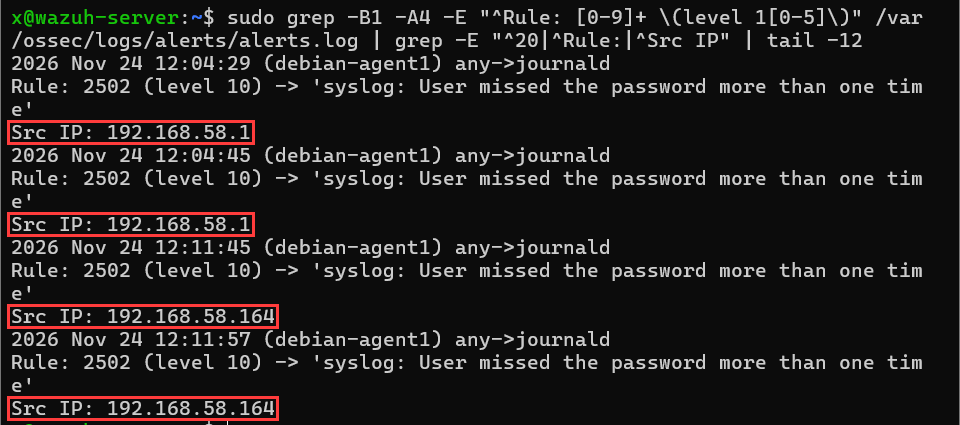 x@wazuh-server:~$ sudo grep -B1 -A4 -E "^Rule: [0-9]+ \(level 1[0-5]\)" /var
/ossec/logs/alerts/alerts.log | grep -E "^20|^Rule:|^Src IP" | tail -12
2026 Nov 24 12:04:29 (debian-agent1) any->journald
Rule: 2502 (level 10) -> 'syslog: User missed the password more than one tim
e'
Src IP: 192.168.58.1
2026 Nov 24 12:04:45 (debian-agent1) any->journald
Rule: 2502 (level 10) -> 'syslog: User missed the password more than one tim
e'
Src IP: 192.168.58.1
2026 Nov 24 12:11:45 (debian-agent1) any->journald
Rule: 2502 (level 10) -> 'syslog: User missed the password more than one tim
e'
Src IP: 192.168.58.164
2026 Nov 24 12:11:57 (debian-agent1) any->journald
Rule: 2502 (level 10) -> 'syslog: User missed the password more than one tim
e'
Src IP: 192.168.58.164